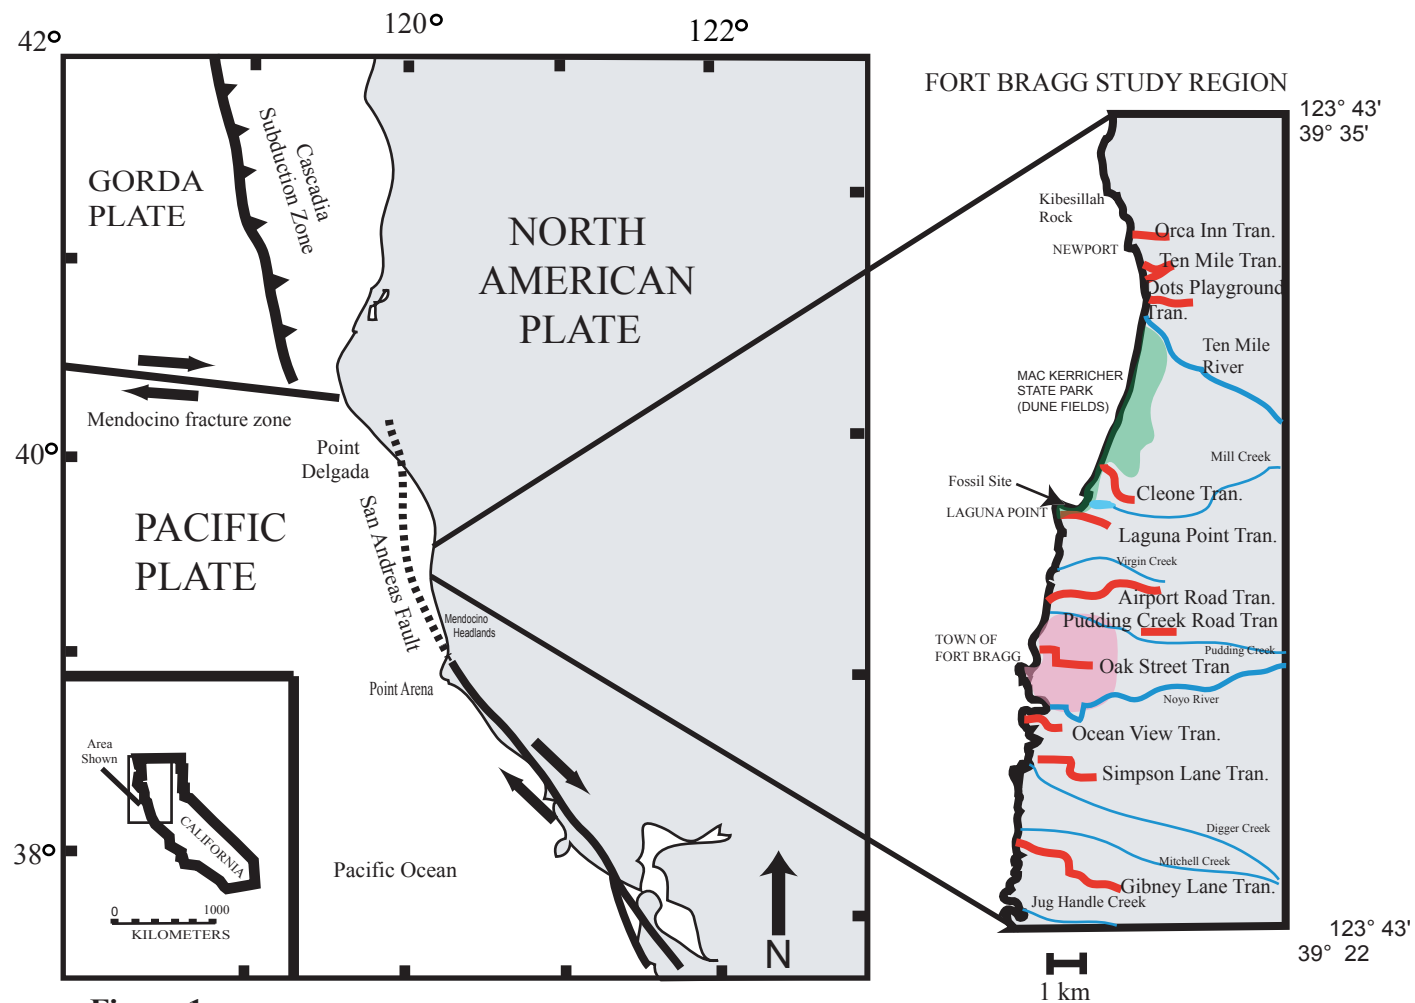 120°
122°
42°
FORT BRAGG STUDY REGION
123° 43'
39° 35'
Cascadia
Subduction Zone
GORDA
PLATE
NORTH
AMERICAN
PLATE
Kibesillah
Rock
Orca Inn Tran.
NEWPORT
Ten Mile Tran.
Dots Playground
Tran.
Ten Mile
River
MAC KERRICHER
STATE PARK
(DUNE FIELDS)
Mendocino fracture zone
40°
Point
Delgada
Mill Creek
Fossil Site
Cleone Tran.
LAGUNA POINT
Laguna Point Tran.
PACIFIC
PLATE
San Andreas Fault
Virgin Creek
Airport Road Tran.
Mendocino
Headlands
Pudding Creek Road Tran
TOWN OF
FORT BRAGG
Pudding Creek
Oak Street Tran
Point Arena
Noyo River
Ocean View Tran.
Area
Shown
Simpson Lane Tran.
CALIFORNIA
Digger Creek
38°
Mitchell Creek
Pacific Ocean
Gibney Lane Tran.
Jug Handle Creek
0 1000
KILOMETERS
N
123° 43'
39° 22
1 km